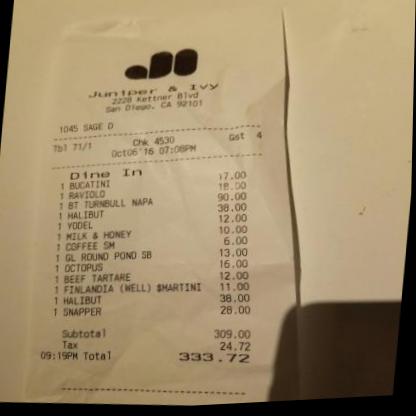 Juniper & Ivy
2228 Kettner Blvd
San Diego, CA 92101
1045 SAGE D
Tbl 71/1 Chk 4530 Gst 4
Oct06'16 07:08PM
Dine In
1 BUCATINI 17.00
1 RAVIOLO 18.00
1 BT TURNBULL NAPA 90.00
1 HALIBUT 38.00
1 YODEL 12.00
1 MILK & HONEY 10.00
1 COFFEE SM 6.00
1 GL ROUND POND SB 13.00
1 OCTOPUS 16.00
1 BEEF TARTARE 12.00
1 FINLANDIA (WELL) $MARTINI 11.00
1 HALIBUT 38.00
1 SNAPPER 28.00
Subtotal 309.00
Tax 24.72
09:19PM Total 333.72